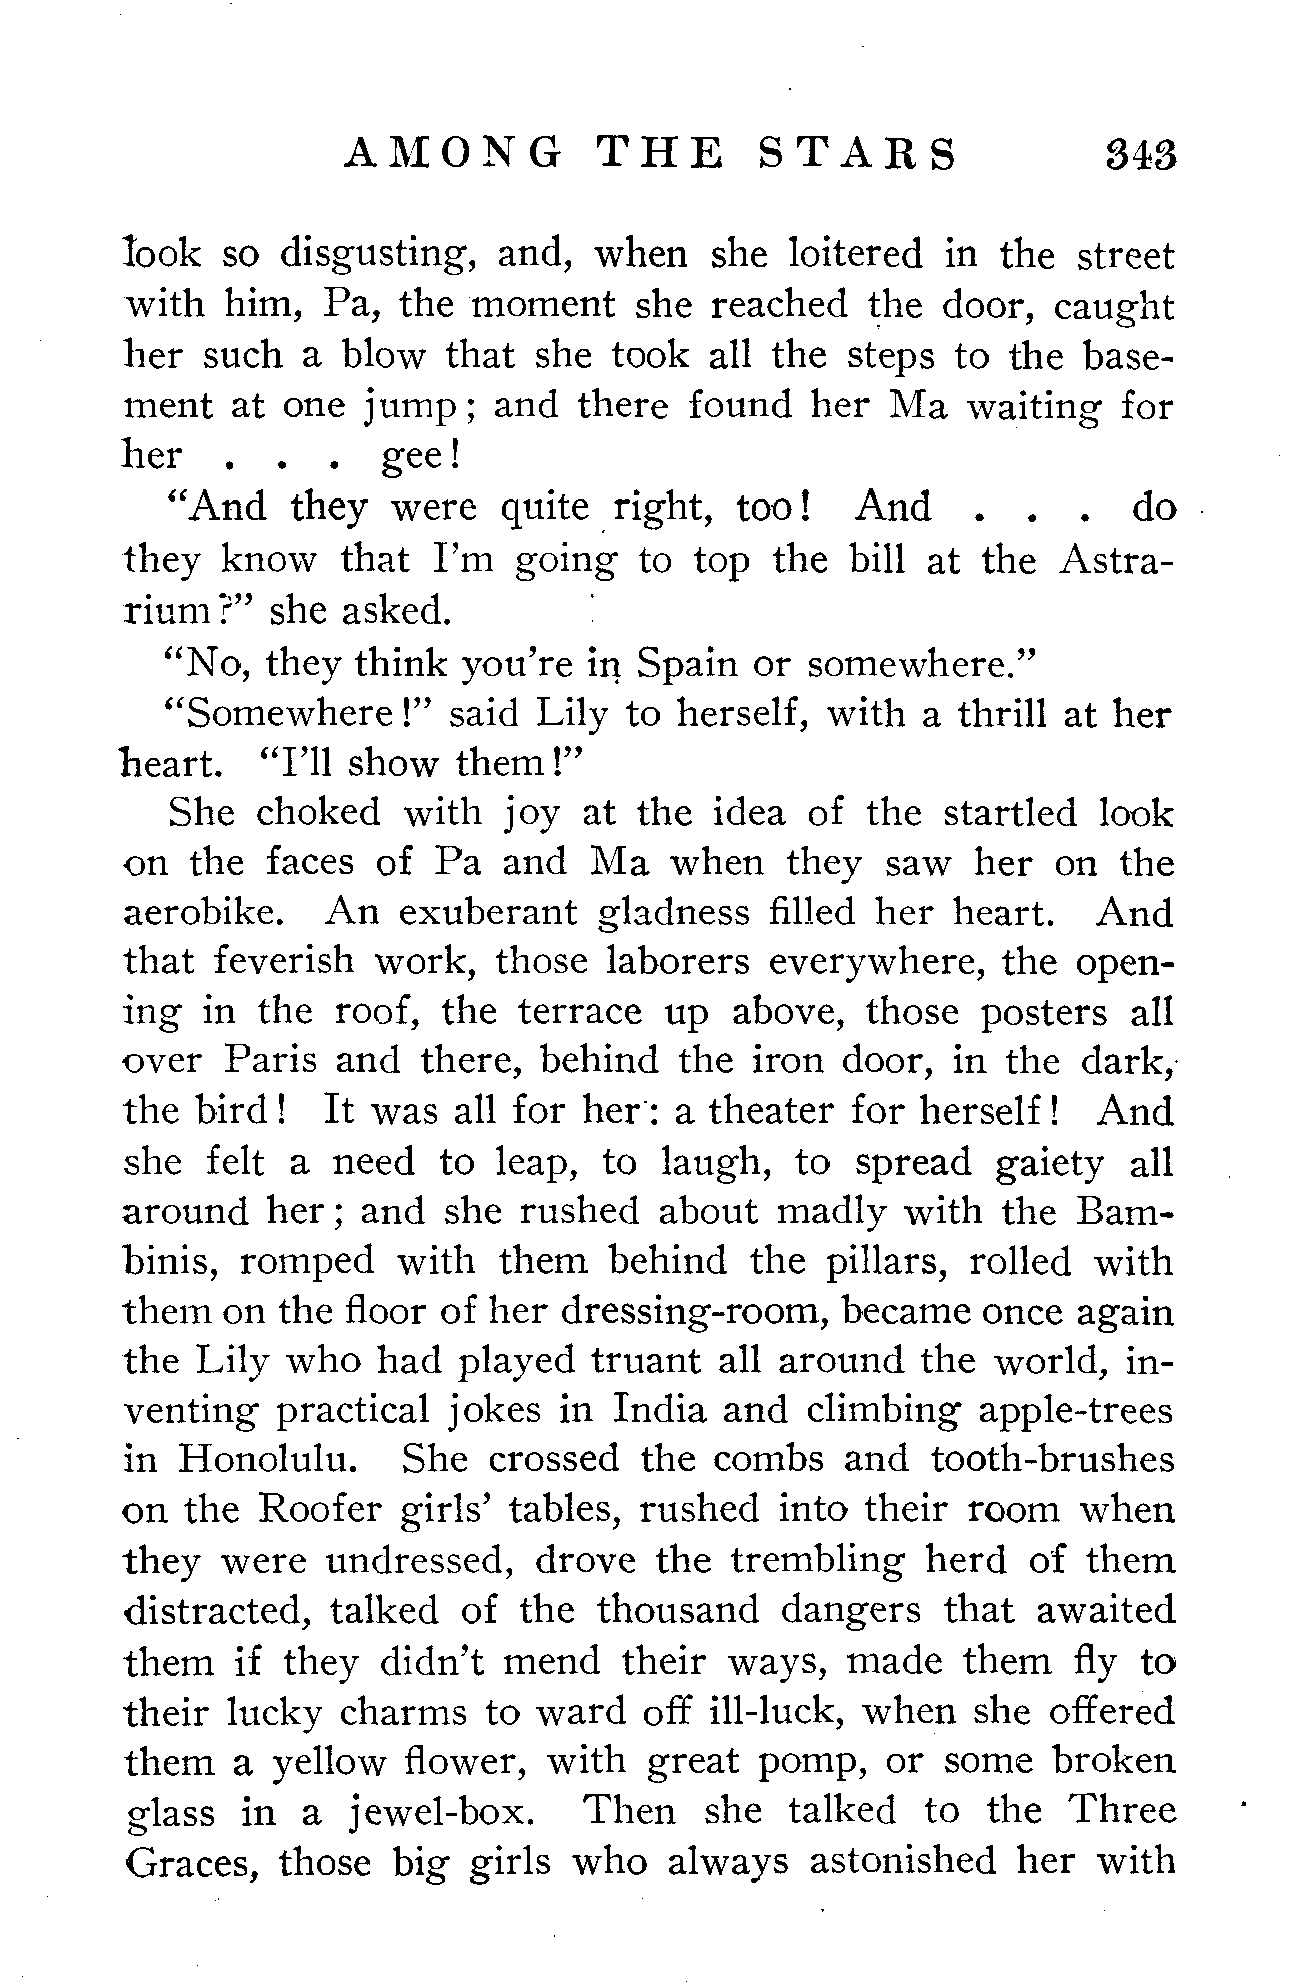 AMONG THE STARS 343
look so disgusting, and, when she loitered in the street
with him, Pa, the moment she reached the door, caught
her such a blow that she took all the steps to the base-
ment at one jump; and there found her Ma waiting for
her . . . gee!
"And they were quite right, too! And . . . do
they know that I'm going to top the bill at the Astra-
rium?" she asked.
"No, they think you're in Spain or somewhere."
"Somewhere!" said Lily to herself, with a thrill at her
heart. "I'll show them!"
She choked with joy at the idea of the startled look
on the faces of Pa and Ma when they saw her on the
aerobike. An exuberant gladness filled her heart. And
that feverish work, those laborers everywhere, the open-
ing in the roof, the terrace up above, those posters all
over Paris and there, behind the iron door, in the dark,
the bird! It was all for her: a theater for herself! And
she felt a need to leap, to laugh, to spread gaiety all
around her; and she rushed about madly with the Bam-
binis, romped with them behind the pillars, rolled with
them on the floor of her dressing-room, became once again
the Lily who had played truant all around the world, in-
venting practical jokes in India and climbing apple-trees
in Honolulu. She crossed the combs and tooth-brushes
on the Roofer girls' tables, rushed into their room when
they were undressed, drove the trembling herd of them
distracted, talked of the thousand dangers that awaited
them if they didn't mend their ways, made them fly to
their lucky charms to ward off ill-luck, when she offered
them a yellow flower, with great pomp, or some broken
glass in a jewel-box. Then she talked to the Three
Graces, those big girls who always astonished her with